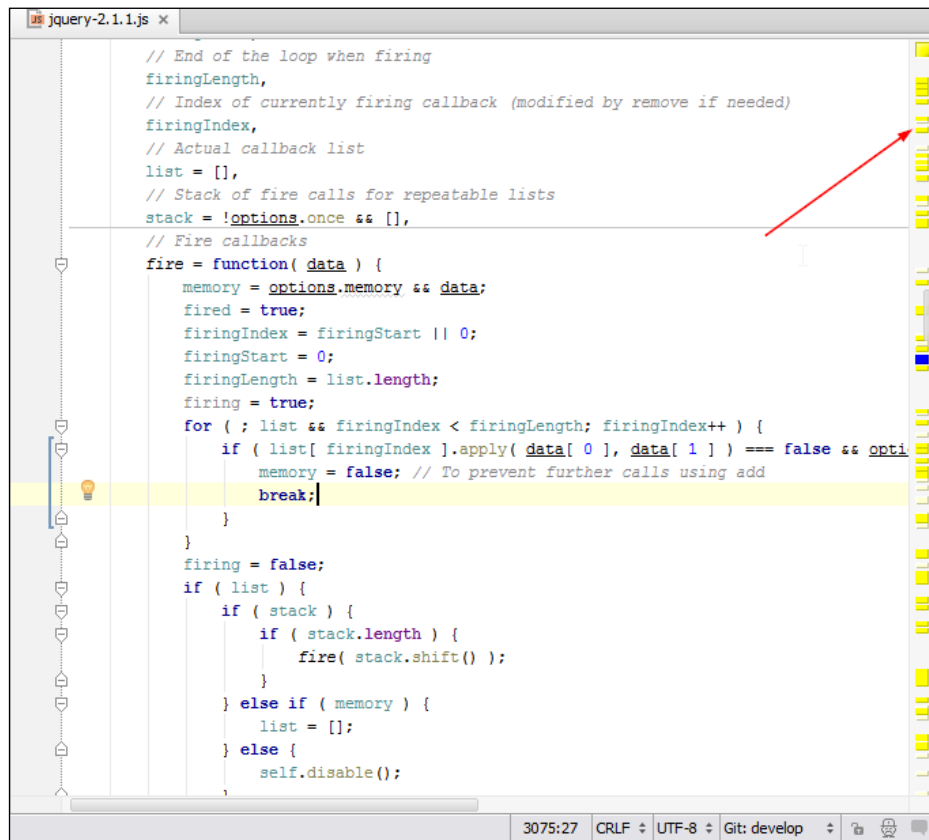 jquery-2.1.1.js
// End of the loop when firing
firingLength,
// Index of currently firing callback (modified by remove if needed)
firingIndex,
// Actual callback list
list = [],
// Stack of fire calls for repeatable lists
stack = !options.once && [],
// Fire callbacks
fire = function( data ) {
memory = options.memory && data;
fired = true;
firingIndex = firingStart || 0;
firingStart = 0;
firingLength = list.length;
firing = true;
for ( ; list && firingIndex < firingLength; firingIndex++ ) {
if ( list[ firingIndex ].apply( data[ 0 ], data[ 1 ] ) === false && opti
memory = false; // To prevent further calls using add
break;
}
}
firing = false;
if ( list ) {
if ( stack ) {
if ( stack.length ) {
fire( stack.shift() );
}
} else if ( memory ) {
list = [];
} else {
self.disable();
3075:27 CRLF UTF-8 Git: develop